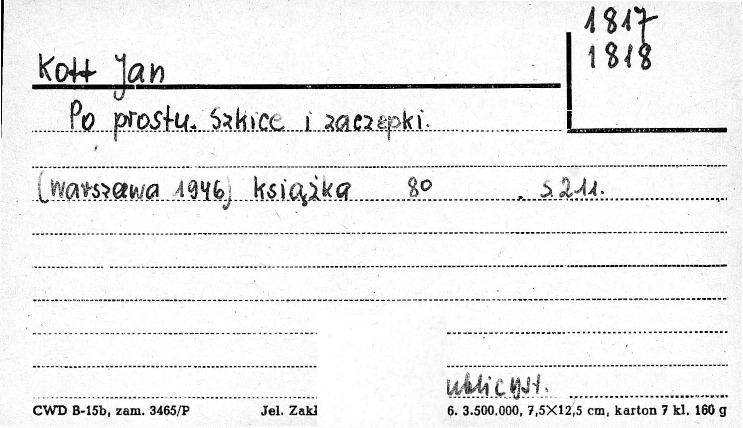 1817
1818
Kott Jan
Po prostu. Szkice i zaczepki.
(Warszawa 1946) książka 8º . s. 211.
ublicyst.
CWD B-15b, zam. 3465/P Jel. Zakł 6. 3.500.000, 7,5×12,5 cm, karton 7 kl. 160 g